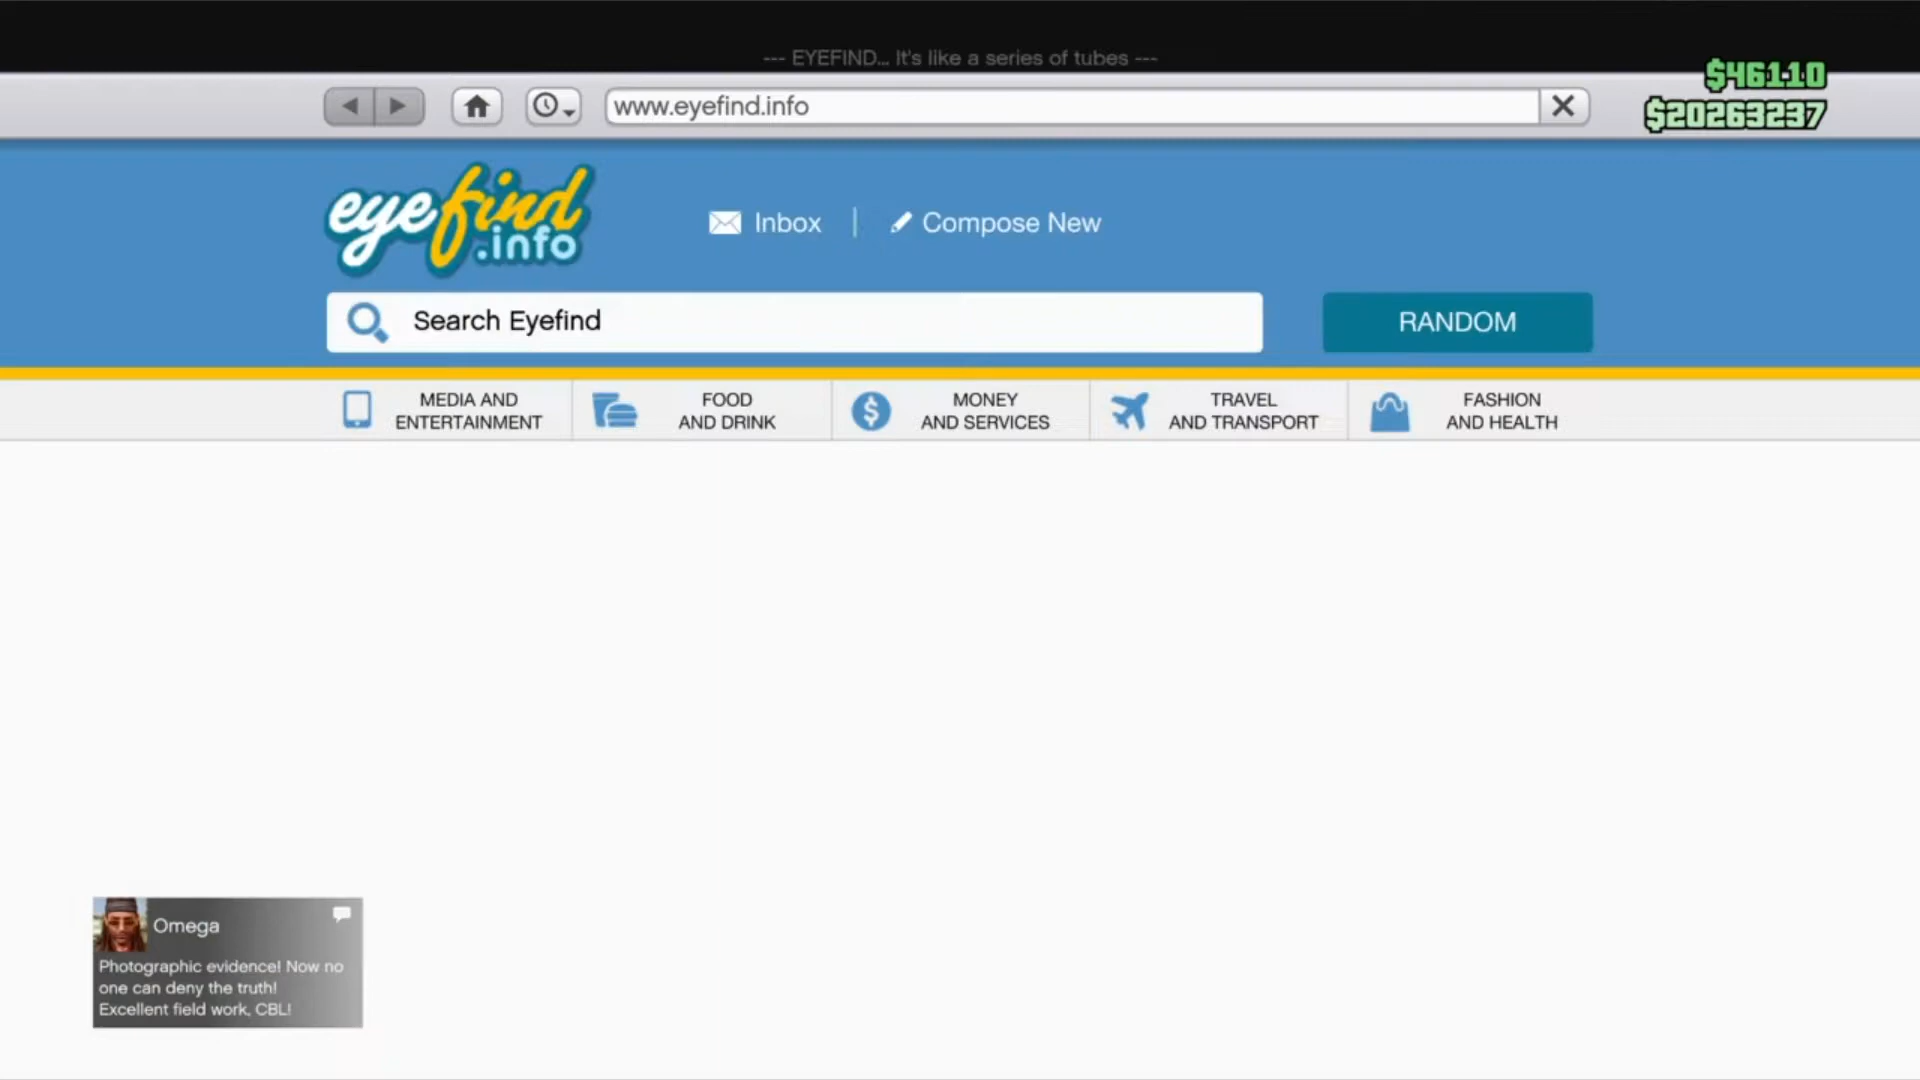 --- EYEFIND... It's like a series of tubes ---
$46110
www.eyefind.info
$20263237
eyefind
.info
Inbox
Compose New
Search Eyefind
RANDOM
MEDIA AND
ENTERTAINMENT
FOOD
AND DRINK
MONEY
AND SERVICES
TRAVEL
AND TRANSPORT
FASHION
AND HEALTH
Omega
Photographic evidence! Now no
one can deny the truth!
Excellent field work, CBL!